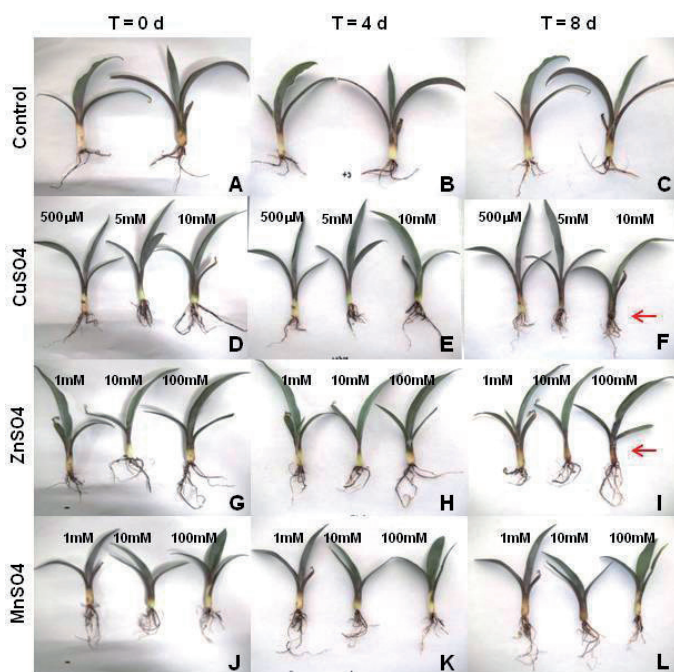 T = 0 d T = 4 d T = 8 d
Control
A B C
CuSO4
500µM 5mM 10mM 500µM 5mM 10mM 500µM 5mM 10mM
D E F
ZnSO4
1mM 10mM 100mM 1mM 10mM 100mM 1mM 10mM 100mM
G H I
MnSO4
1mM 10mM 100mM 1mM 10mM 100mM 1mM 10mM 100mM
J K L